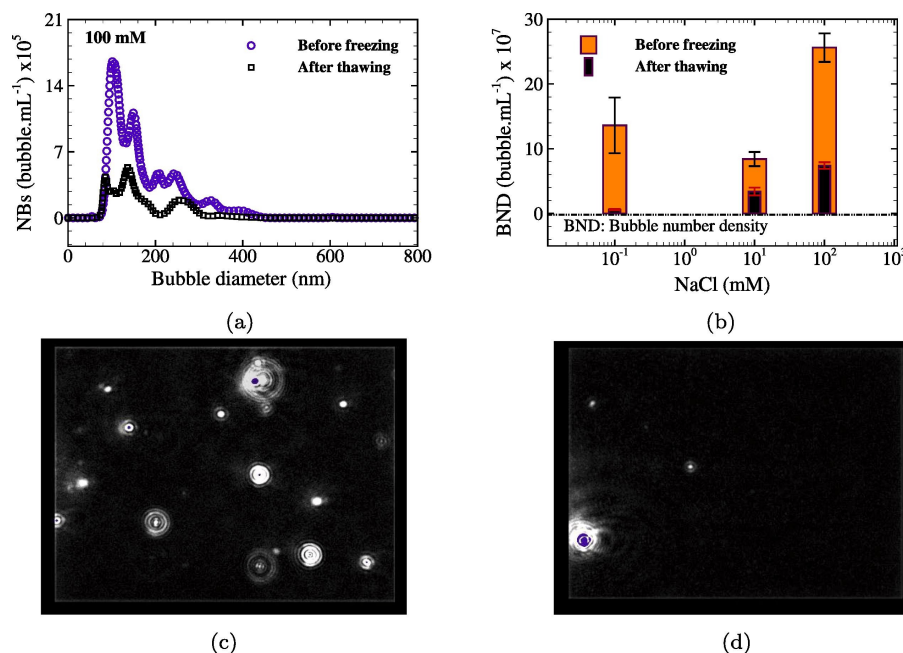 100 mM
Before freezing
After thawing
NBs (bubble.mL⁻¹) x 10⁵
21
14
7
0
0 200 400 600 800
Bubble diameter (nm)
(a)
Before freezing
After thawing
BND (bubble.mL⁻¹) x 10⁷
30
20
10
0
BND: Bubble number density
10⁻¹ 10⁰ 10¹ 10² 10³
NaCl (mM)
(b)
(c)
(d)